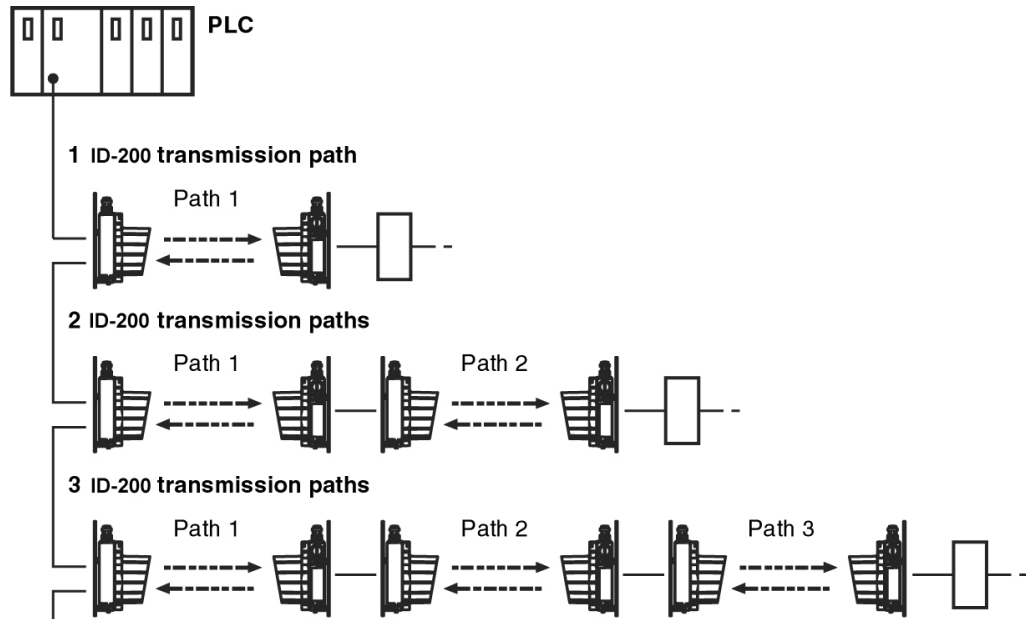 PLC
1 ID-200 transmission path
Path 1
2 ID-200 transmission paths
Path 1 Path 2
3 ID-200 transmission paths
Path 1 Path 2 Path 3